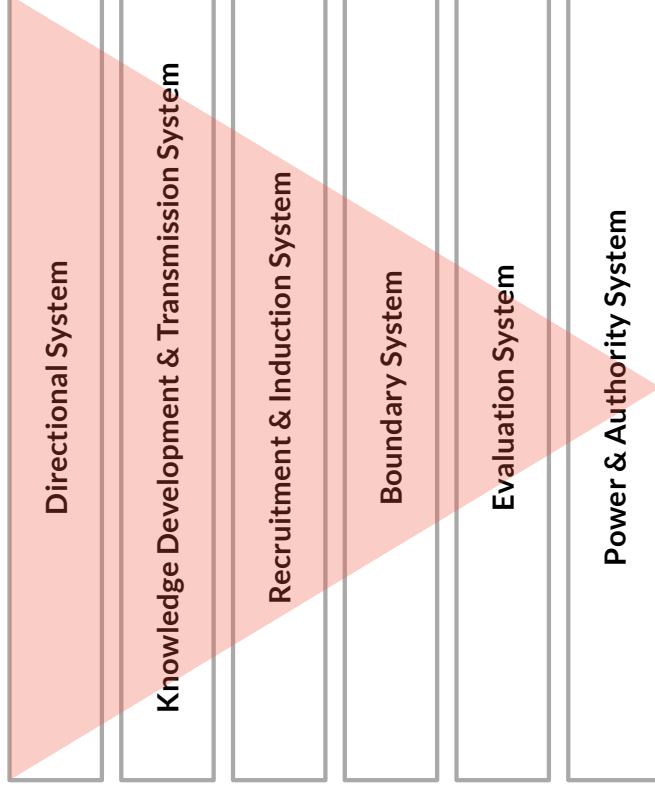 Directional System
Knowledge Development & Transmission System
Recruitment & Induction System
Boundary System
Evaluation System
Power & Authority System